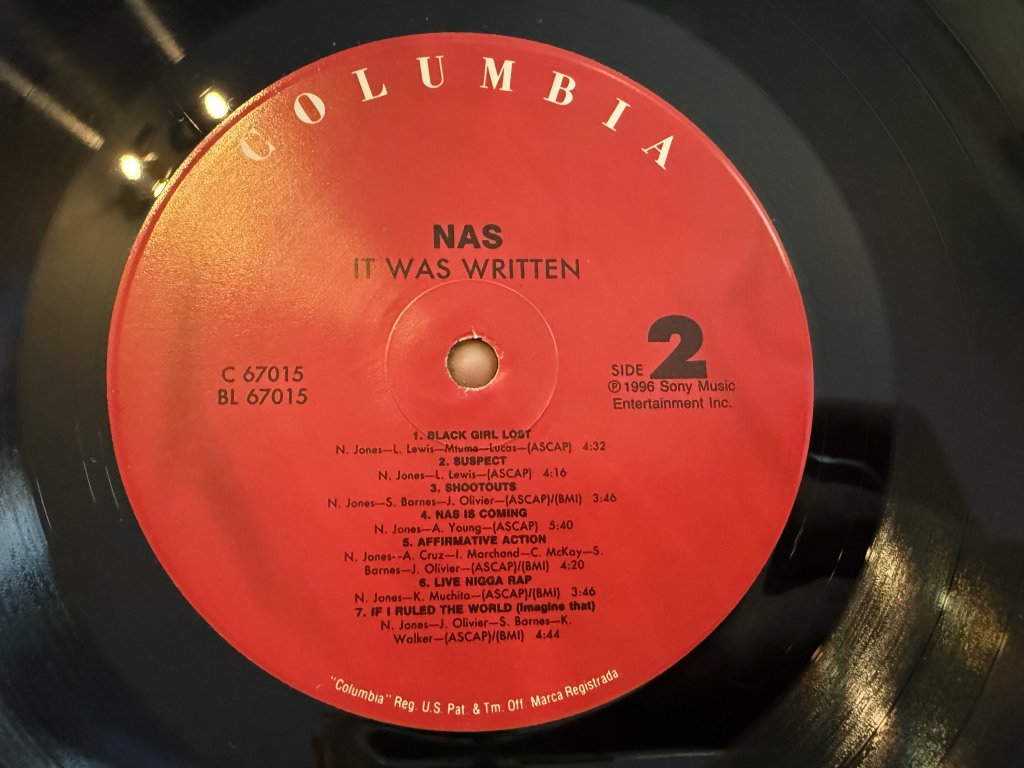 COLUMBIA
NAS
IT WAS WRITTEN
C 67015
BL 67015
SIDE 2
℗ 1996 Sony Music
Entertainment Inc.
1. BLACK GIRL LOST
N. Jones—L. Lewis—Mtume—Lucas—(ASCAP) 4:32
2. SUSPECT
N. Jones—L. Lewis—(ASCAP) 4:16
3. SHOOTOUTS
N. Jones—S. Barnes—J. Olivier—(ASCAP)/(BMI) 3:46
4. NAS IS COMING
N. Jones—A. Young—(ASCAP) 5:40
5. AFFIRMATIVE ACTION
N. Jones—A. Cruz—I. Marchand—C. McKay—S.
Barnes—J. Olivier—(ASCAP)/(BMI) 4:20
6. LIVE NIGGA RAP
N. Jones—K. Muchita—(ASCAP)/(BMI) 3:46
7. IF I RULED THE WORLD (Imagine that)
N. Jones—J. Olivier—S. Barnes—K.
Walker—(ASCAP)/(BMI) 4:44
"Columbia" Reg. U.S. Pat. & Tm. Off. Marca Registrada.